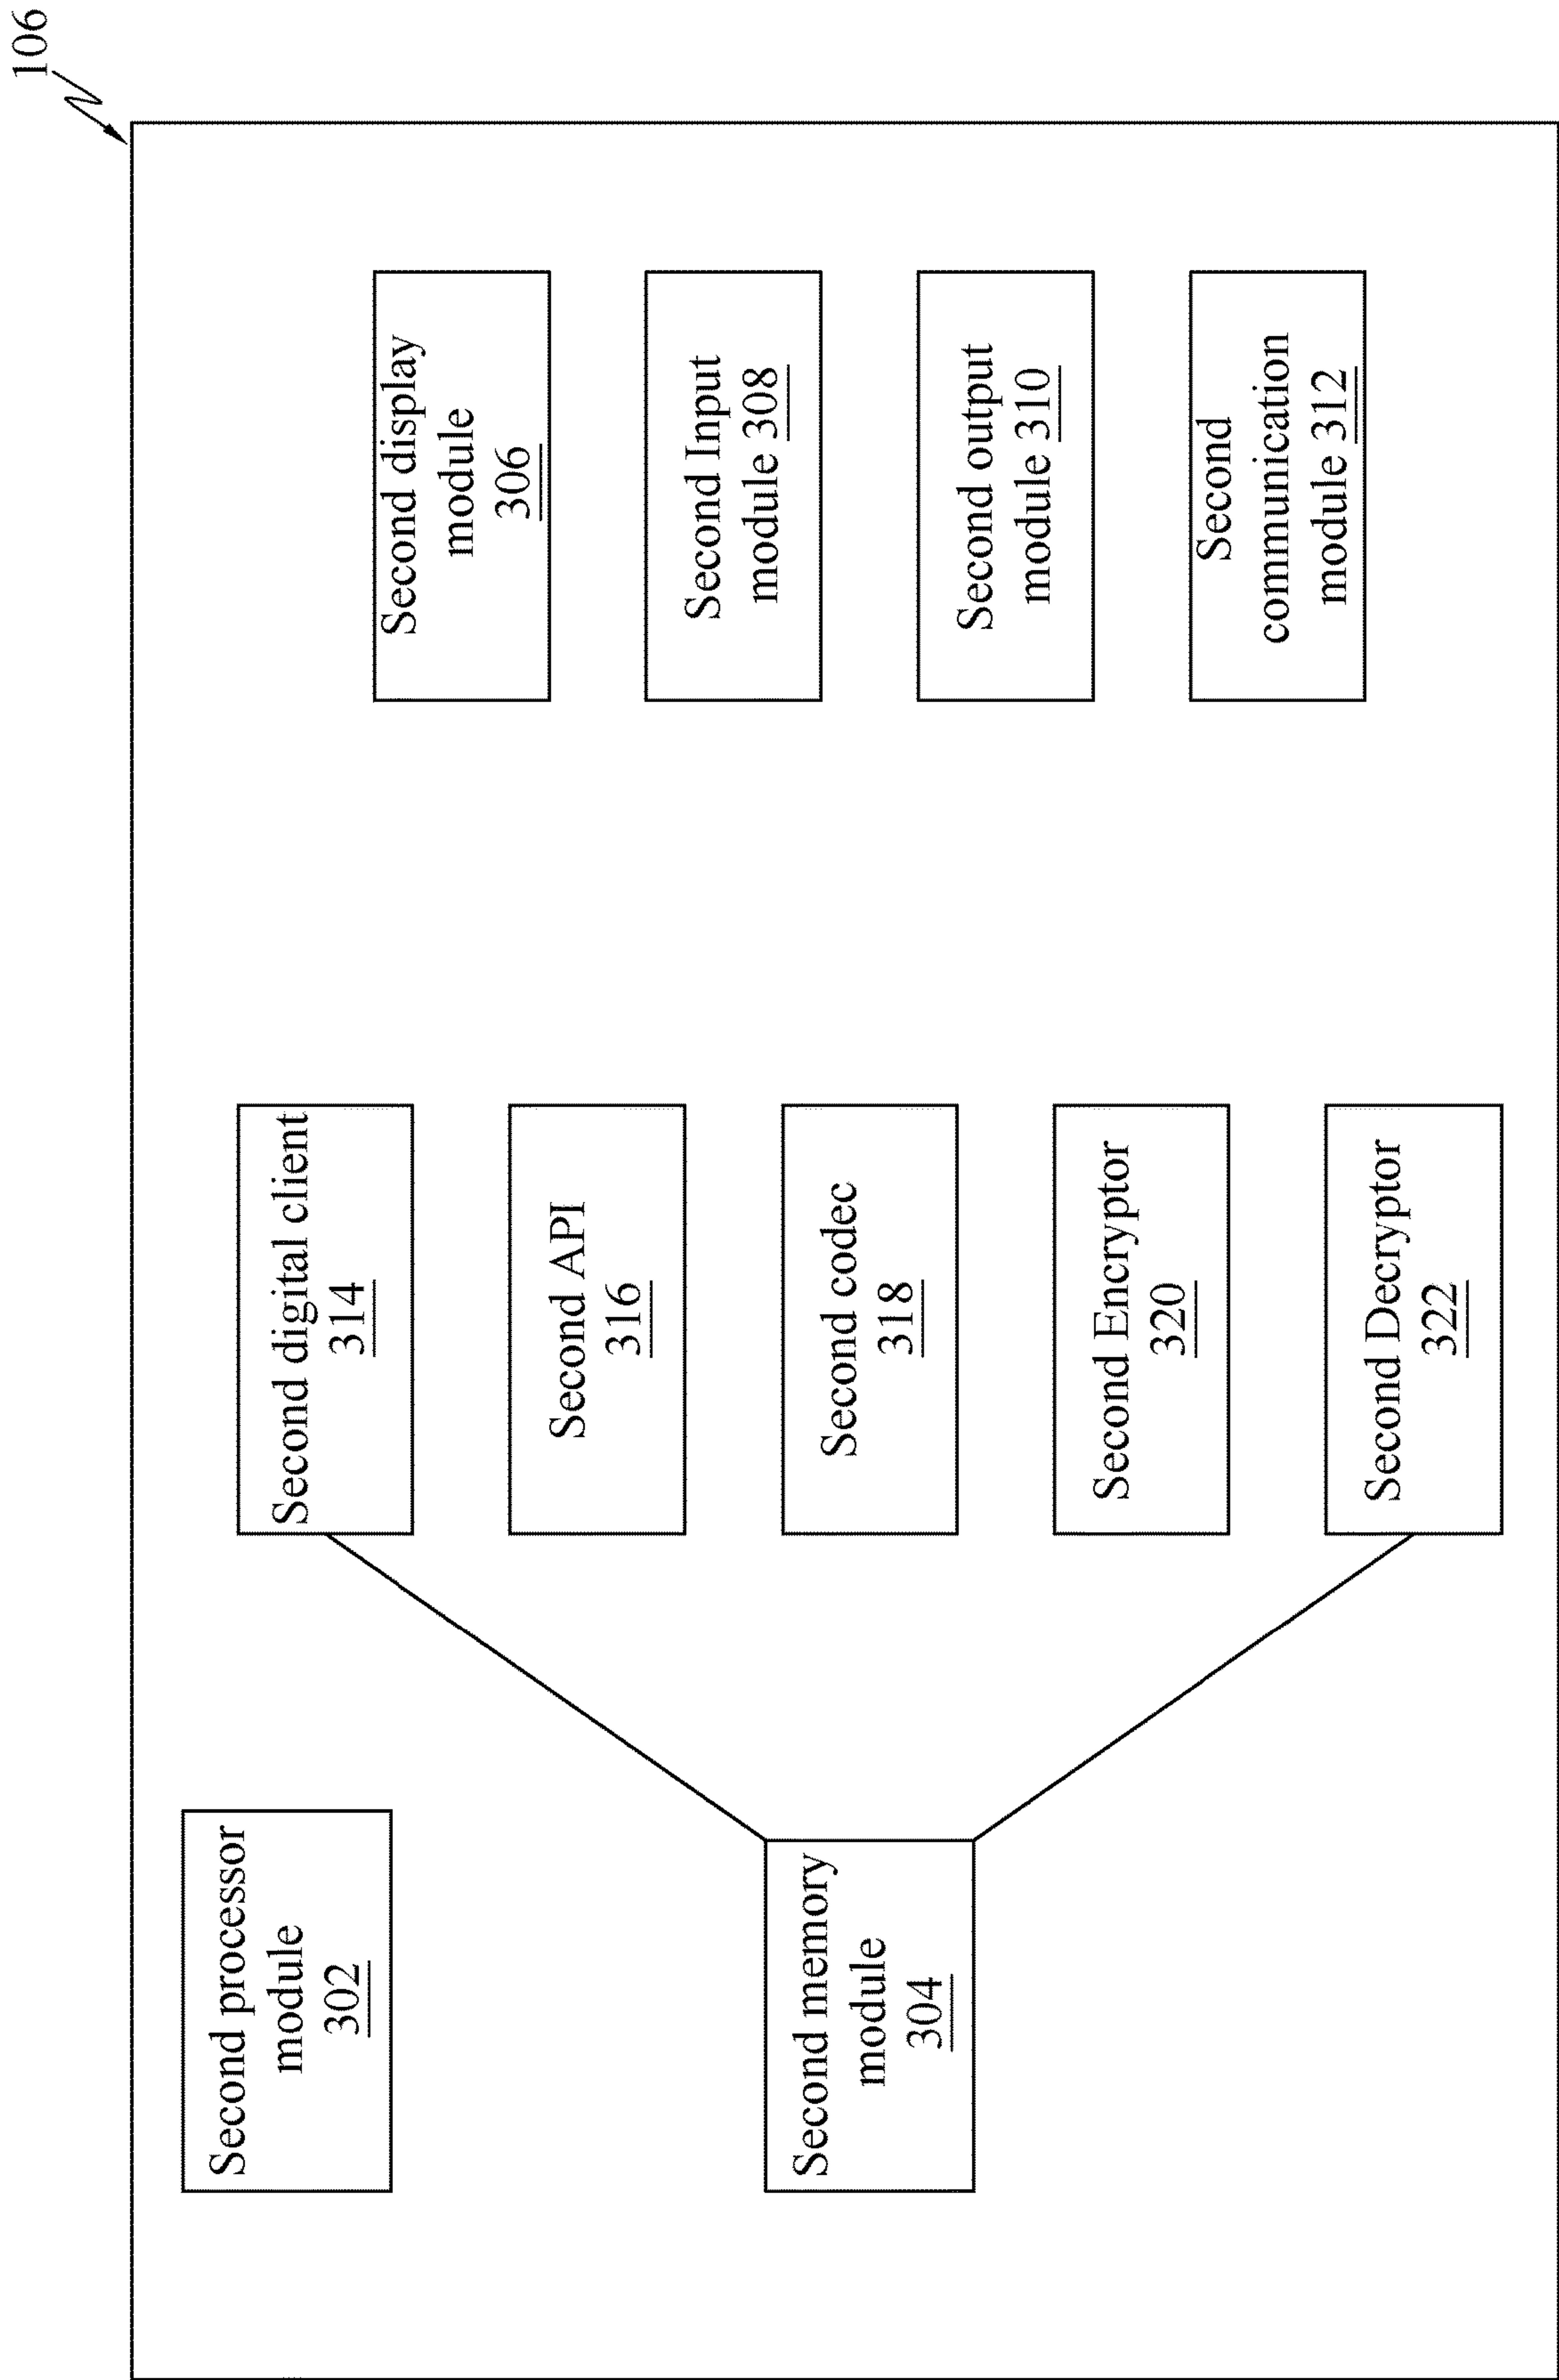 106
Second processor
module
302
Second memory
module
304
Second digital client
314
Second API
316
Second codec
318
Second Encryptor
320
Second Decryptor
322
Second display
module
306
Second Input
module 308
Second output
module 310
Second
communication
module 312